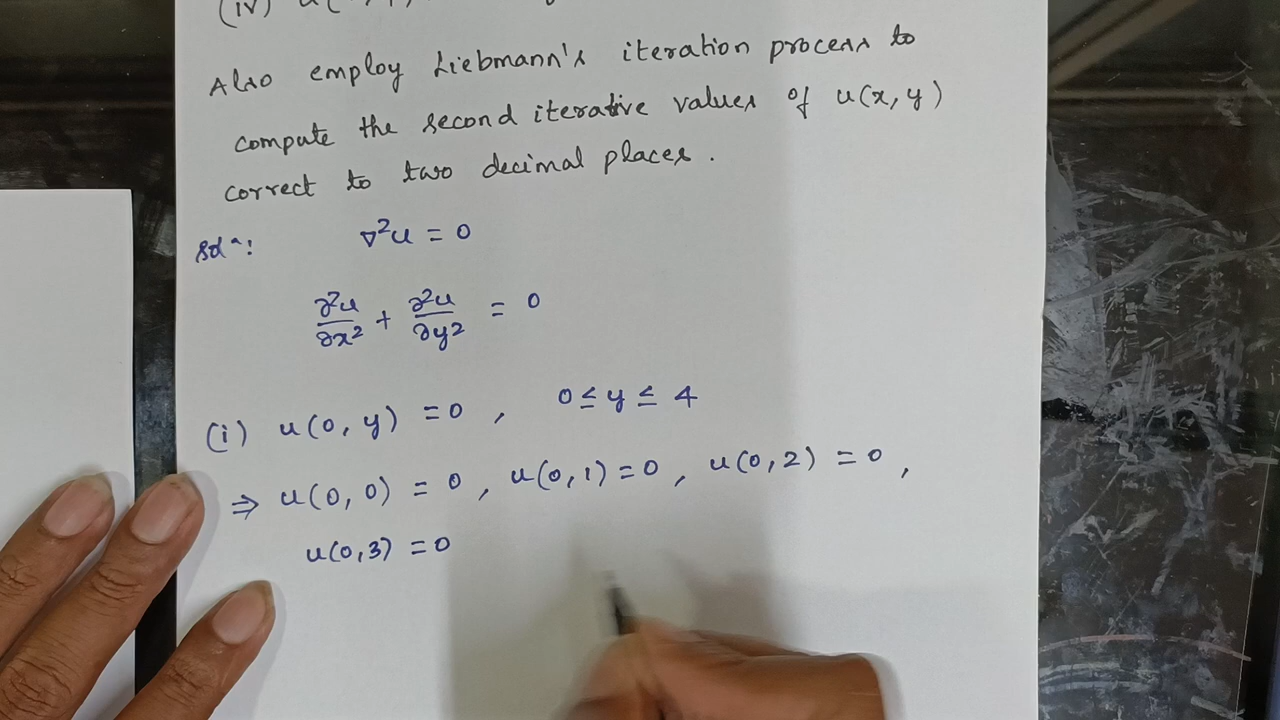 (iv) u(
Also employ Liebmann's iteration process to
compute the second iterative values of u(x, y)
correct to two decimal places.
Solⁿ: ∇²u = 0
∂²u/∂x² + ∂²u/∂y² = 0
(i) u(0, y) = 0 , 0 ≤ y ≤ 4
⇒ u(0, 0) = 0 , u(0, 1) = 0 , u(0, 2) = 0 ,
u(0, 3) = 0